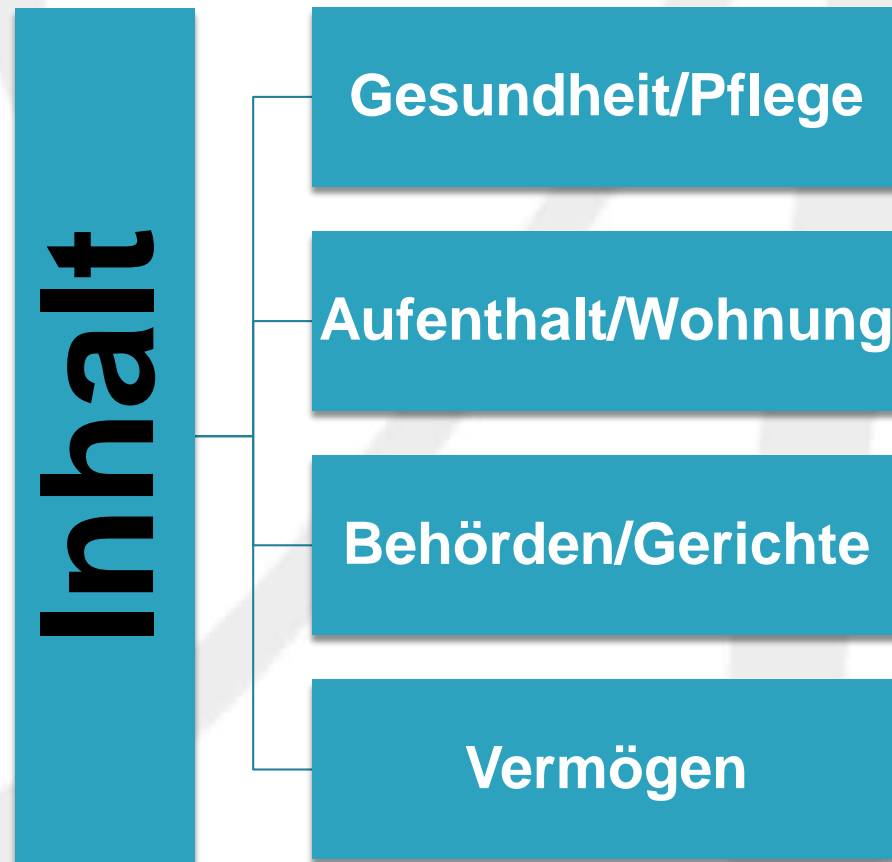 Inhalt
Gesundheit/Pflege
Aufenthalt/Wohnung
Behörden/Gerichte
Vermögen